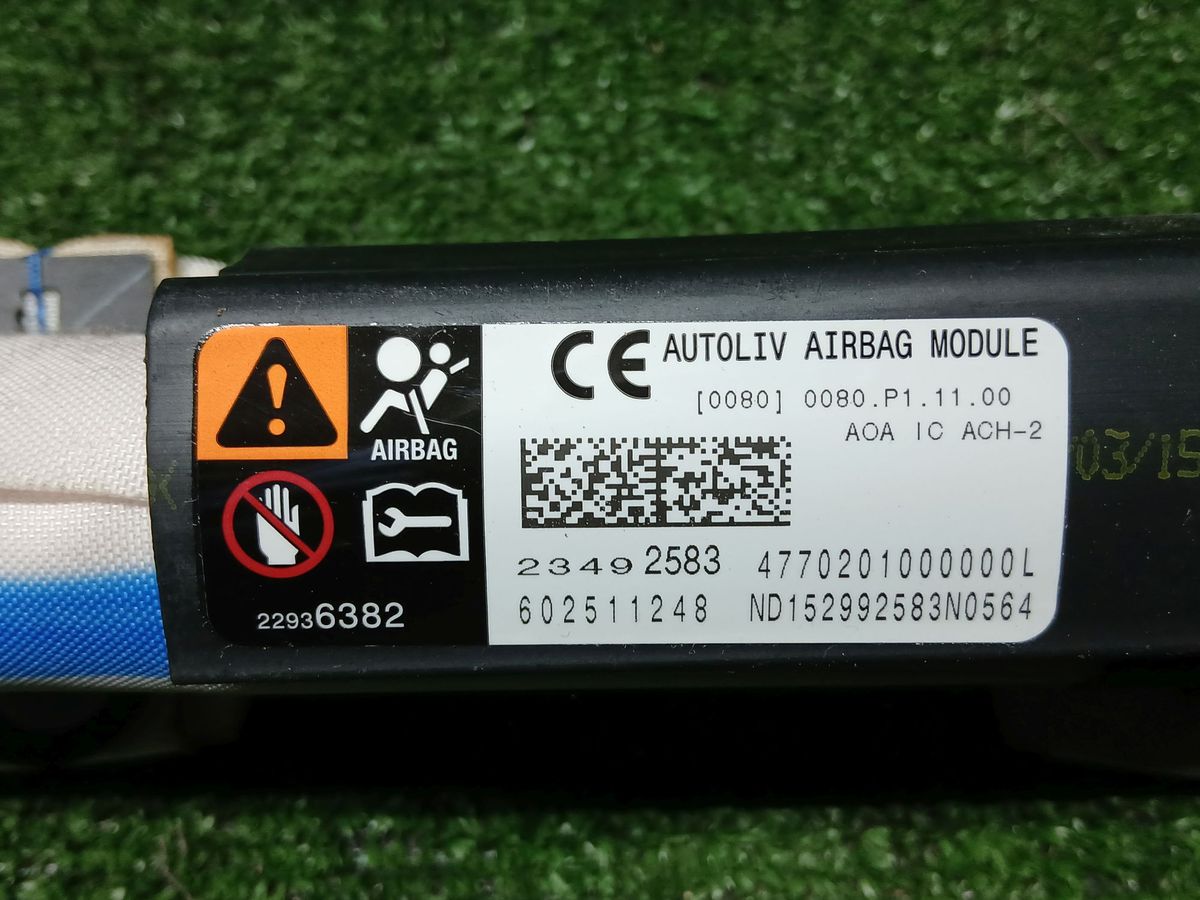 CE AUTOLIV AIRBAG MODULE
[0080] 0080.P1.11.00
AOA IC ACH-2
AIRBAG
23492583 4770201000000L
602511248 ND152992583N0564
22936382
03/15